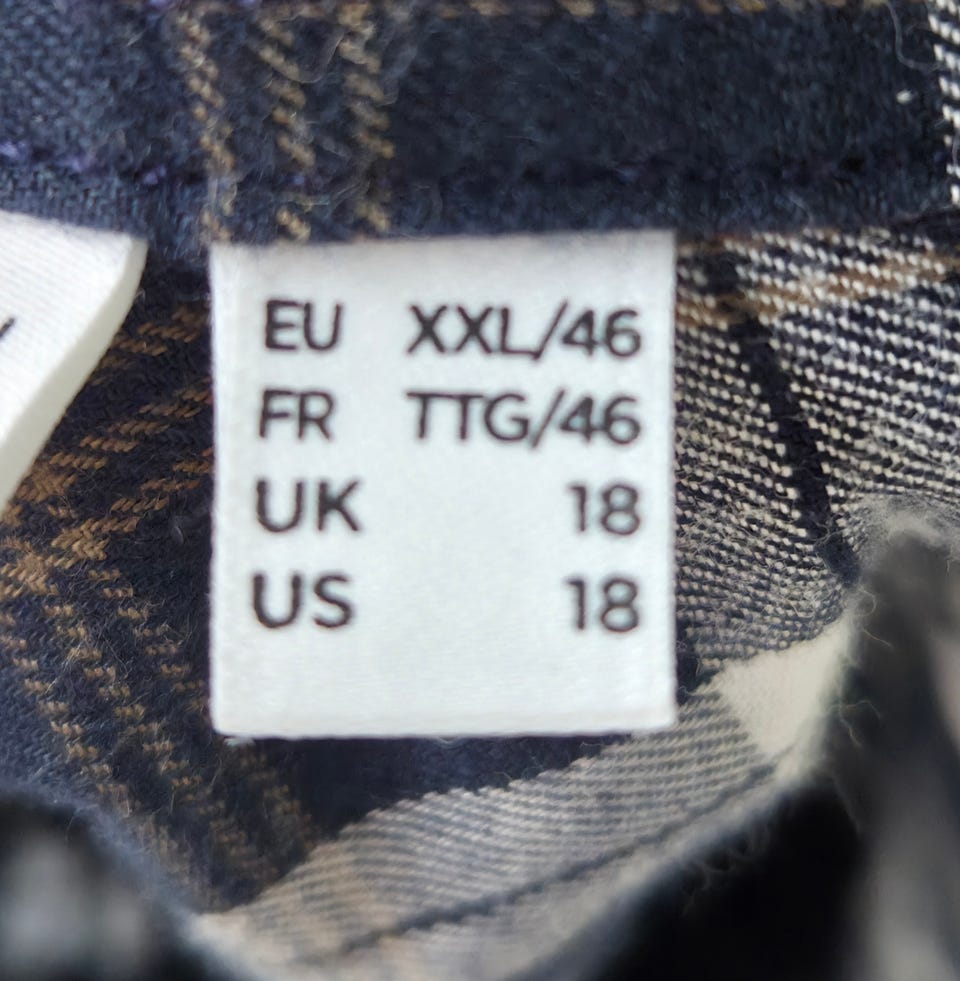 EU XXL/46
FR TTG/46
UK 18
US 18